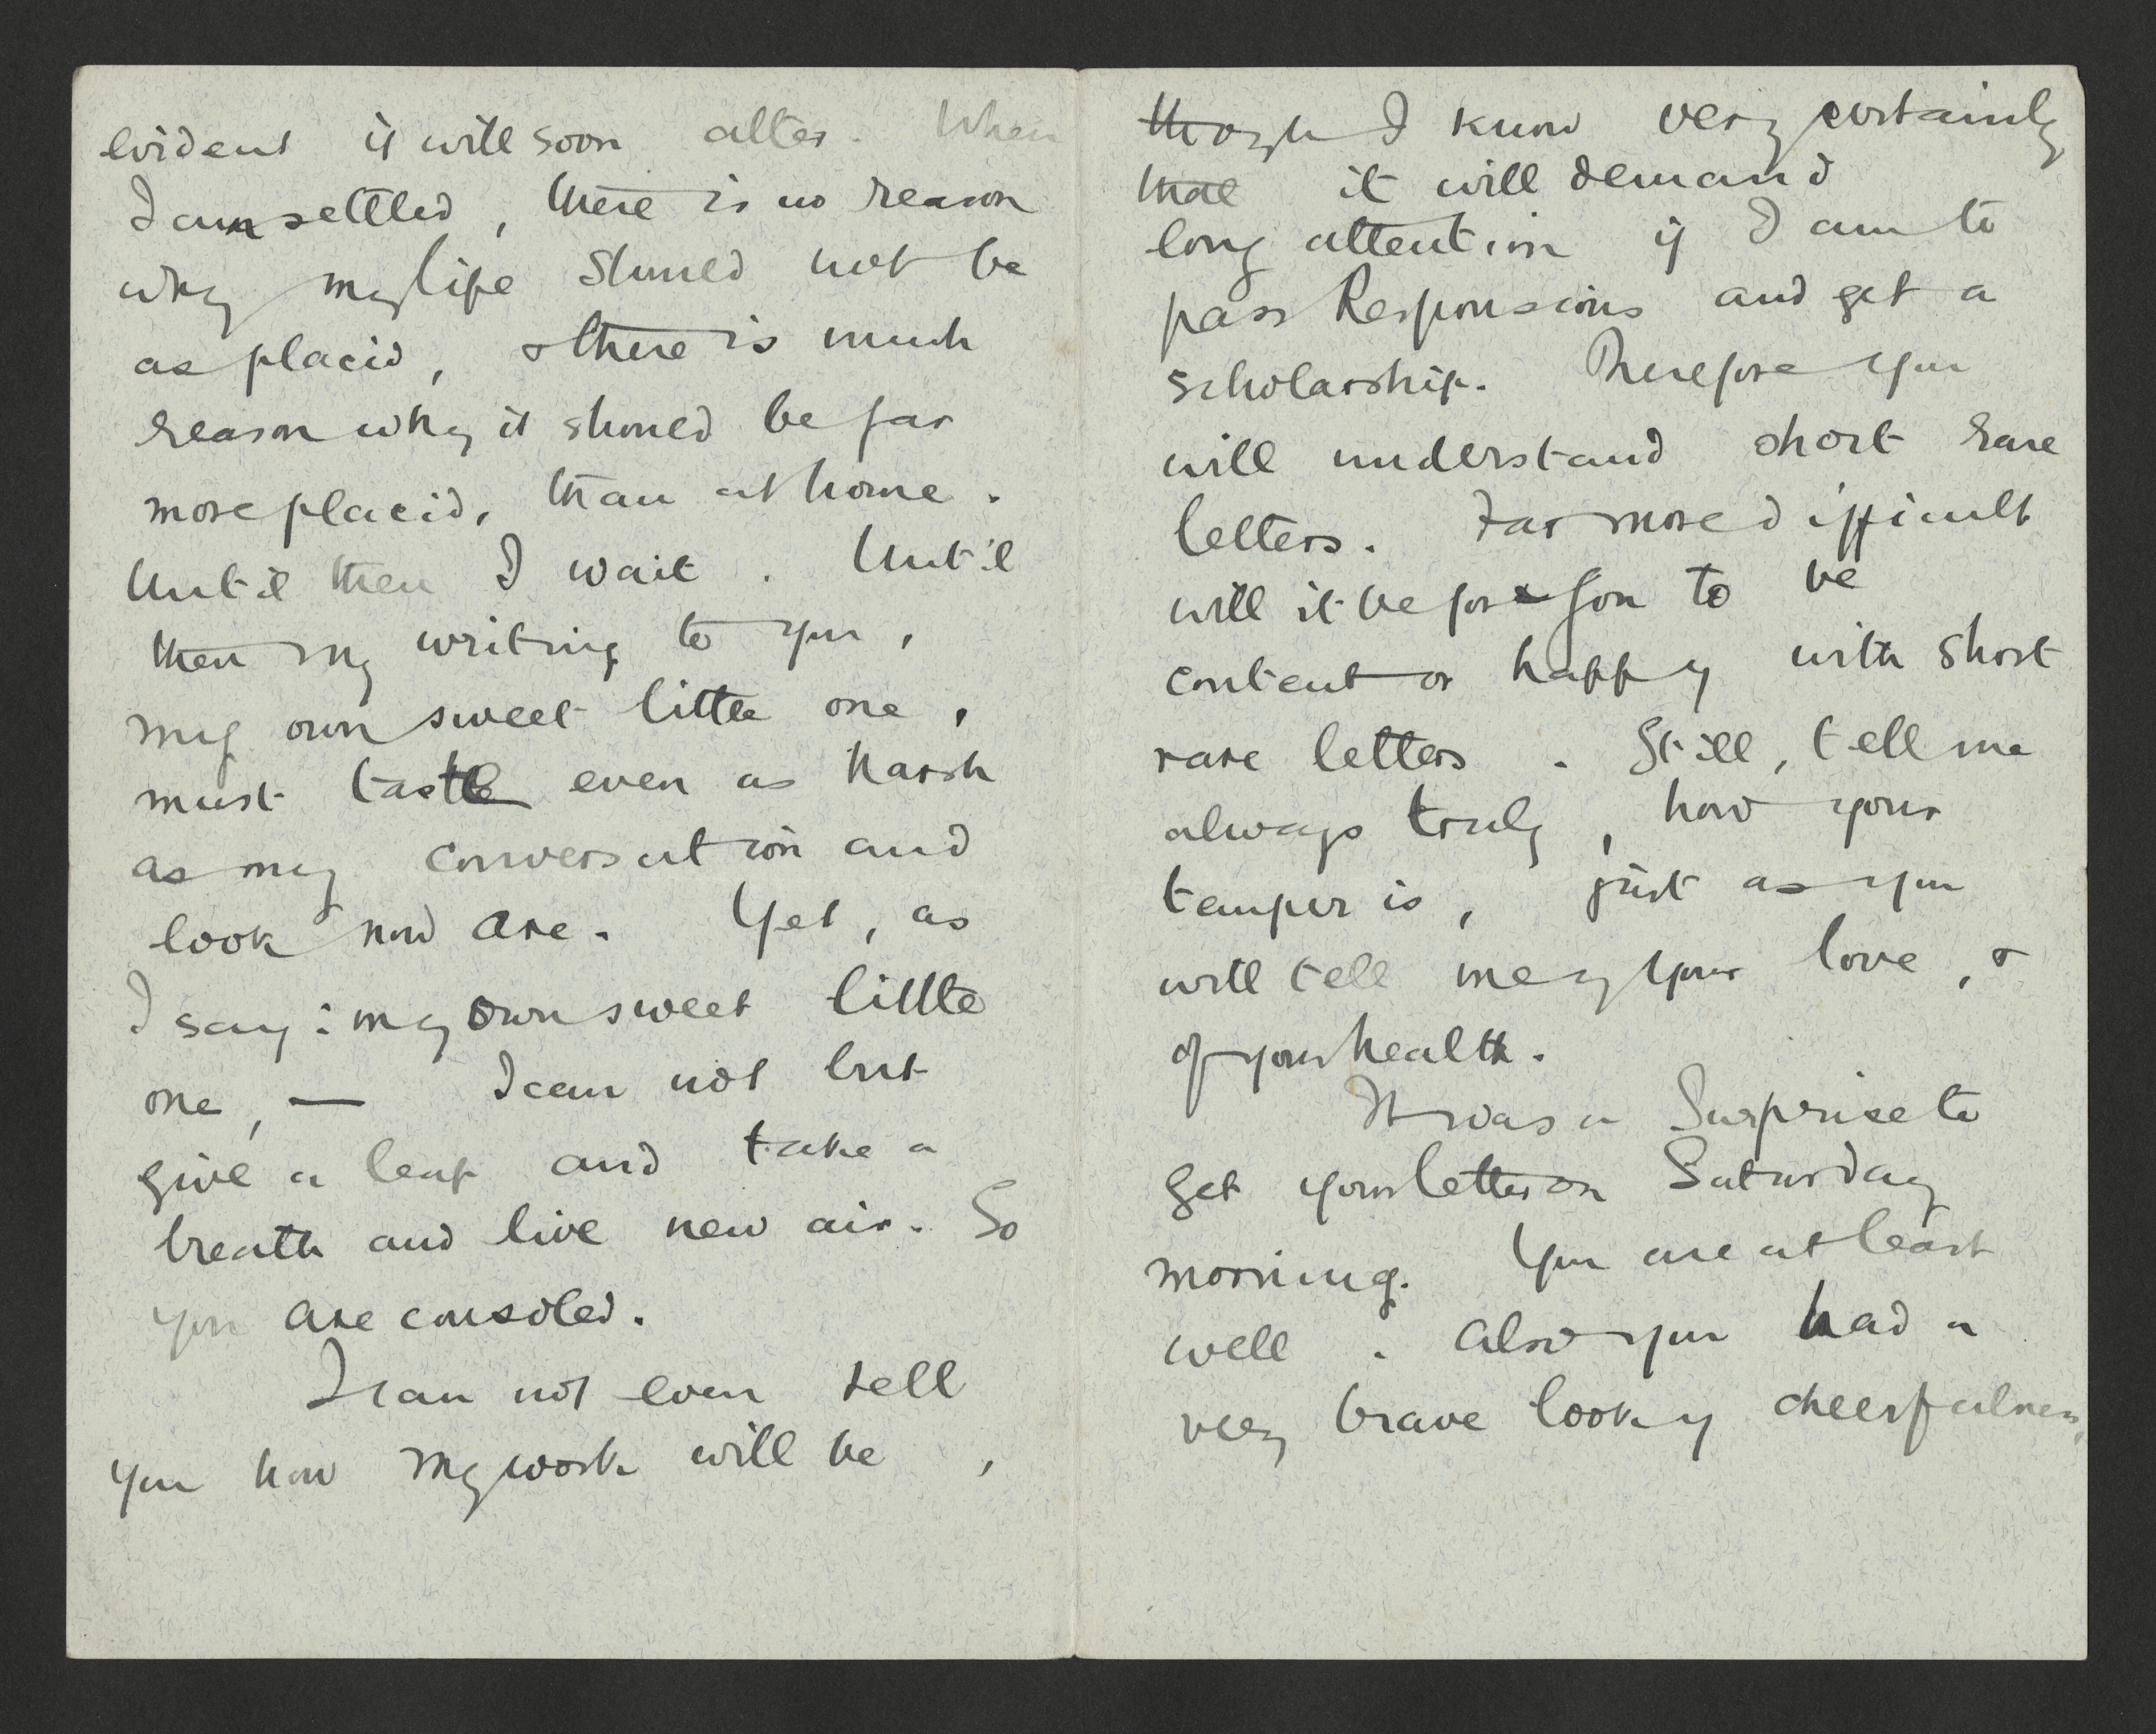 evident it will soon alter. When
I am settled, there is no reason
why my life should not be
as placid, & there is much
reason why it should be far
more placid, than at home.
Until then I wait. Until
then my writing to you,
my own sweet little one,
must taste even as harsh
as my conversation and
look now are. Yet, as
I say: my own sweet little
one, — I can not but
give a leap and take a
breath and live new air. So
you are consoled.
I can not even tell
you how my work will be,
though I know very certainly
that it will demand
long attention if I am to
pass Responsions and get a
scholarship. Therefore you
will understand short rare
letters. Far more difficult
will it be for you to be
content or happy with short
rare letters. Still, tell me
always truly, how your
temper is, just as you
will tell me of your love, &
of your health.
It was a surprise to
get your letter on Saturday
morning. You are at least
well. Also you had a
very brave look of cheerfulness,